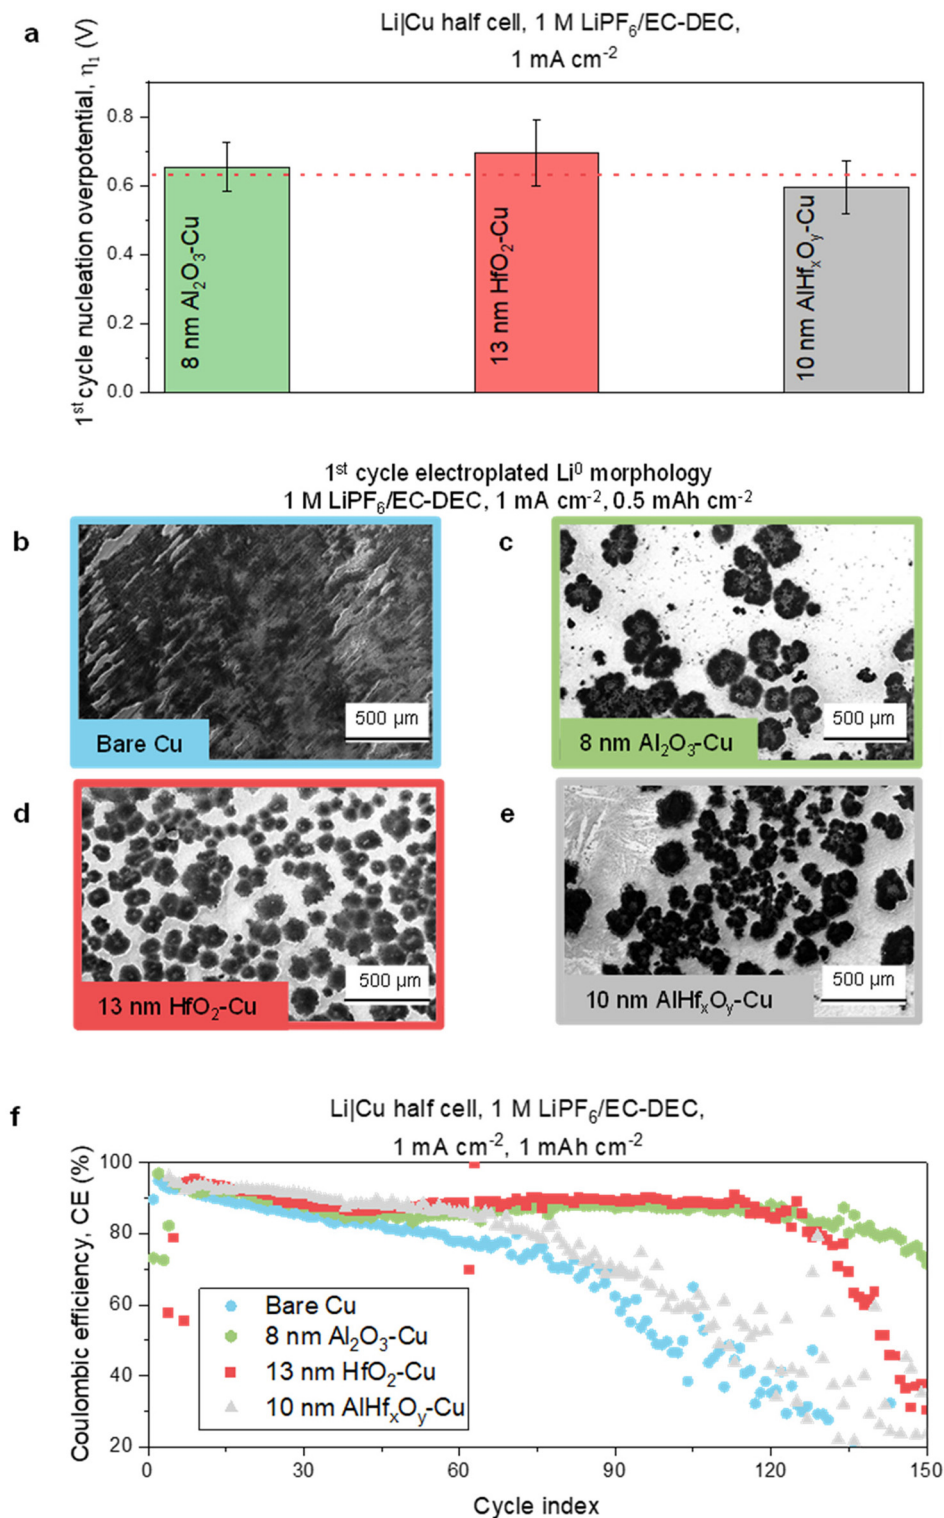 a
Li|Cu half cell, 1 M LiPF₆/EC-DEC,
1 mA cm⁻²
1ˢᵗ cycle nucleation overpotential, η₁ (V)
0.8
0.6
0.4
0.2
0.0
8 nm Al₂O₃-Cu
13 nm HfO₂-Cu
10 nm AlHfₓOᵧ-Cu
1ˢᵗ cycle electroplated Li⁰ morphology
1 M LiPF₆/EC-DEC, 1 mA cm⁻², 0.5 mAh cm⁻²
b
500 µm
Bare Cu
c
500 µm
8 nm Al₂O₃-Cu
d
500 µm
13 nm HfO₂-Cu
e
500 µm
10 nm AlHfₓOᵧ-Cu
f
Li|Cu half cell, 1 M LiPF₆/EC-DEC,
1 mA cm⁻², 1 mAh cm⁻²
Coulombic efficiency, CE (%)
100
80
60
40
20
Bare Cu
8 nm Al₂O₃-Cu
13 nm HfO₂-Cu
10 nm AlHfₓOᵧ-Cu
0 30 60 90 120 150
Cycle index